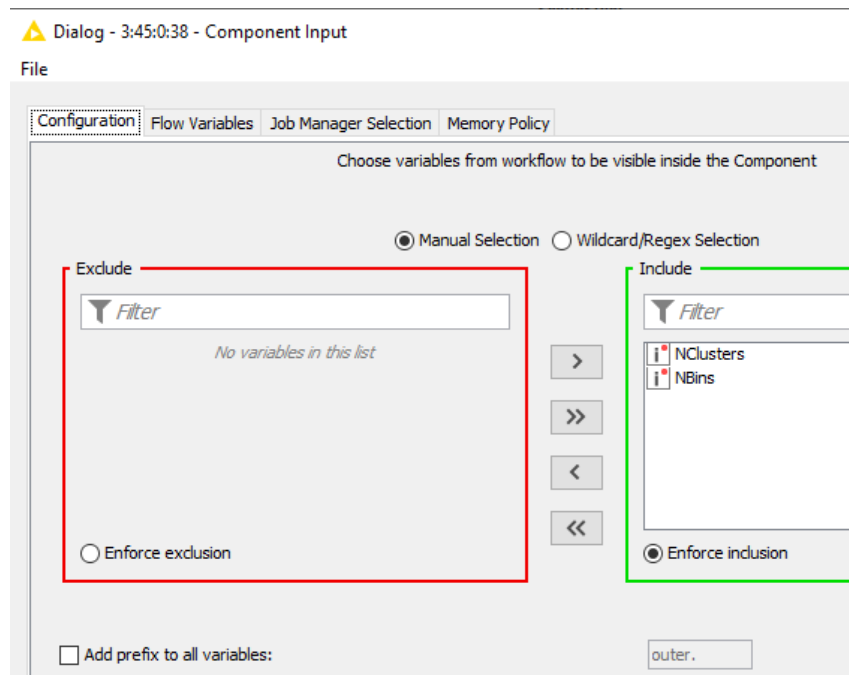 Dialog - 3:45:0:38 - Component Input
File
Configuration Flow Variables Job Manager Selection Memory Policy
Choose variables from workflow to be visible inside the Component
Manual Selection Wildcard/Regex Selection
Exclude Include
Filter Filter
No variables in this list
NClusters
NBins
>
>>
<
<<
Enforce exclusion Enforce inclusion
Add prefix to all variables: outer.